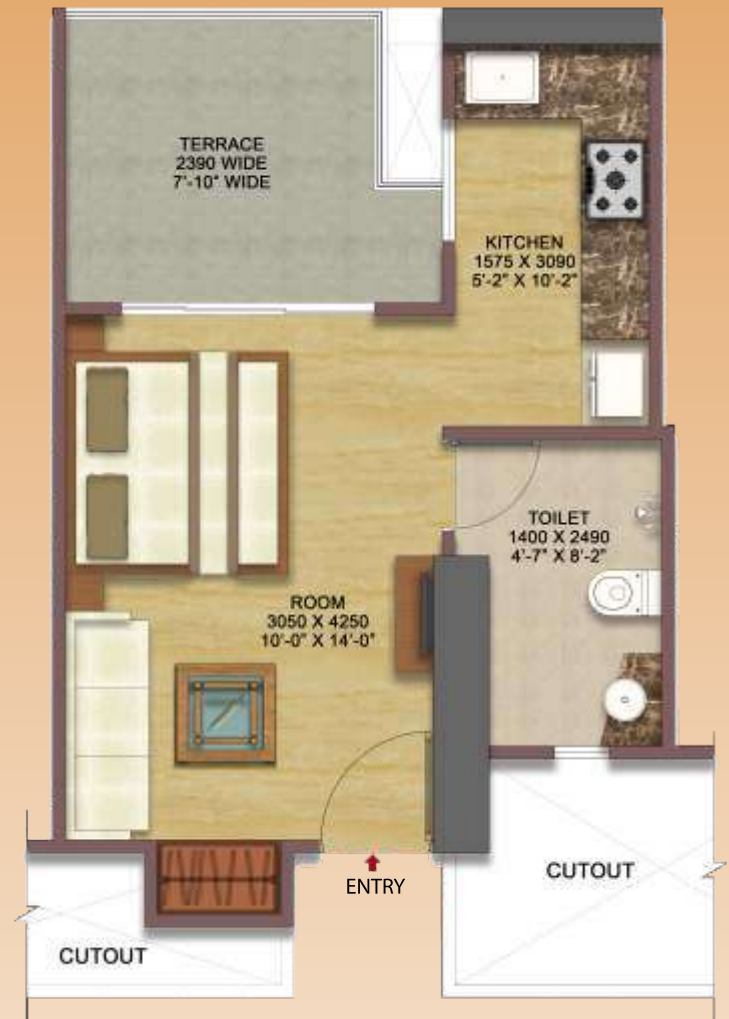 TERRACE
2390 WIDE
7'-10" WIDE
KITCHEN
1575 X 3090
5'-2" X 10'-2"
TOILET
1400 X 2490
4'-7" X 8'-2"
ROOM
3050 X 4250
10'-0" X 14'-0"
ENTRY
CUTOUT
CUTOUT